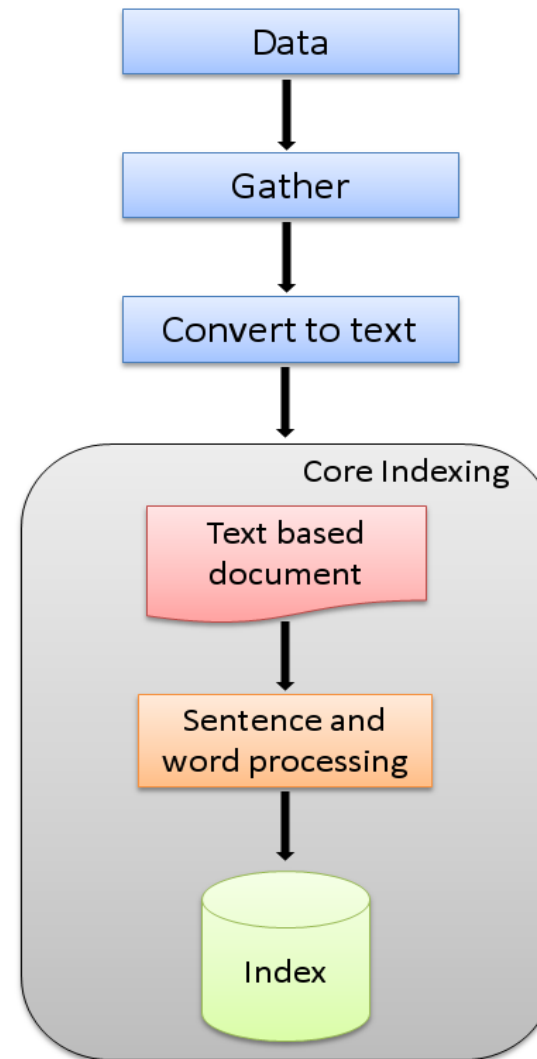 Data
Gather
Convert to text
Core Indexing
Text based
document
Sentence and
word processing
Index